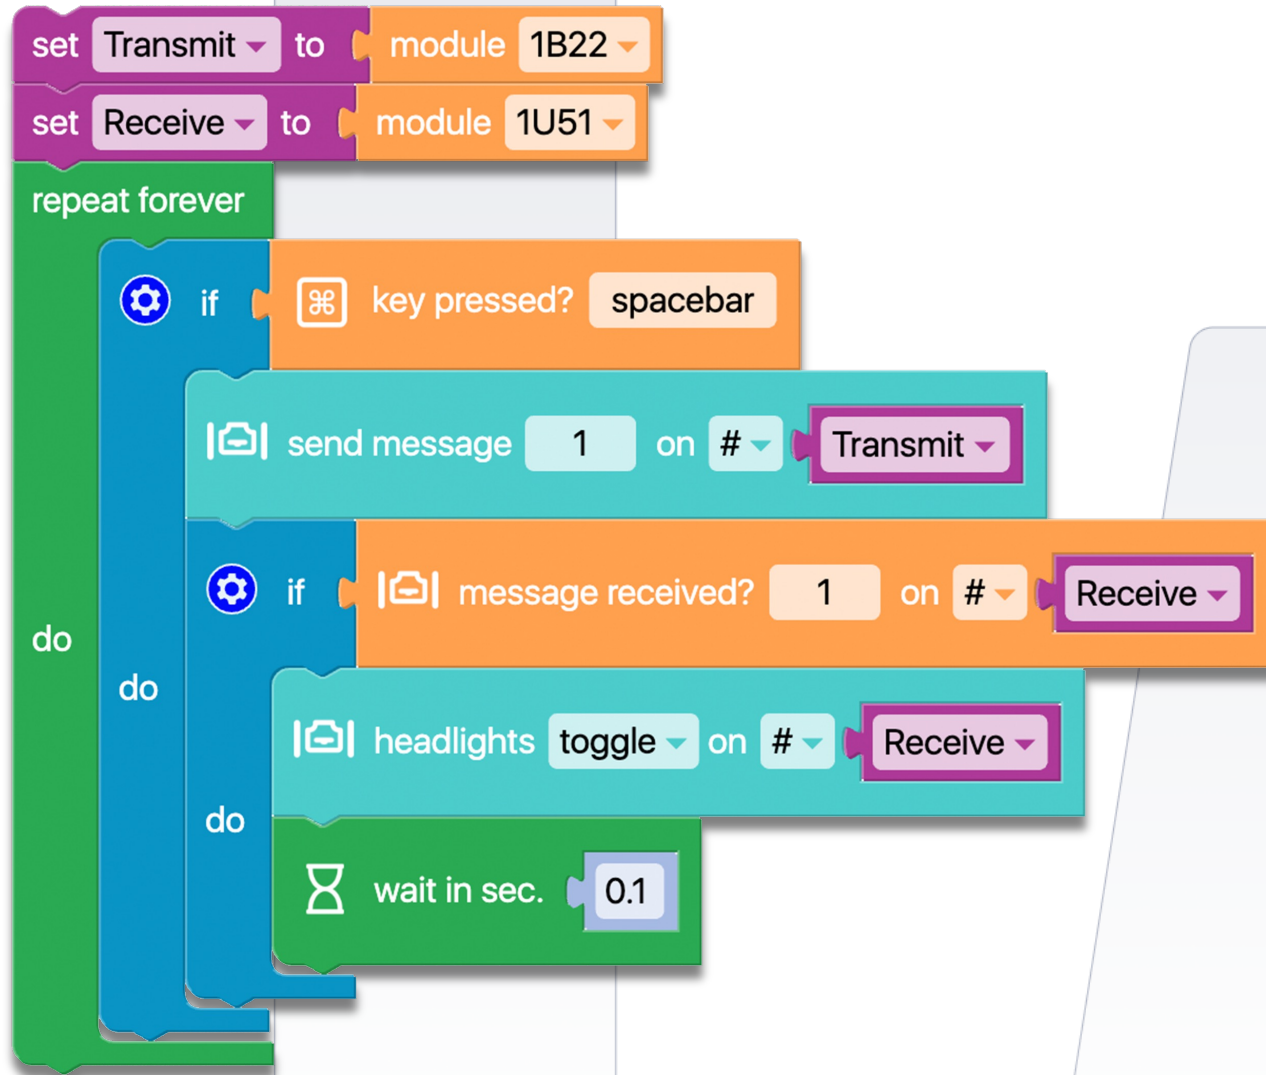 set Transmit to module 1B22
set Receive to module 1U51
repeat forever
if key pressed? spacebar
send message 1 on # Transmit
if message received? 1 on # Receive
do
do
headlights toggle on # Receive
do
wait in sec. 0.1